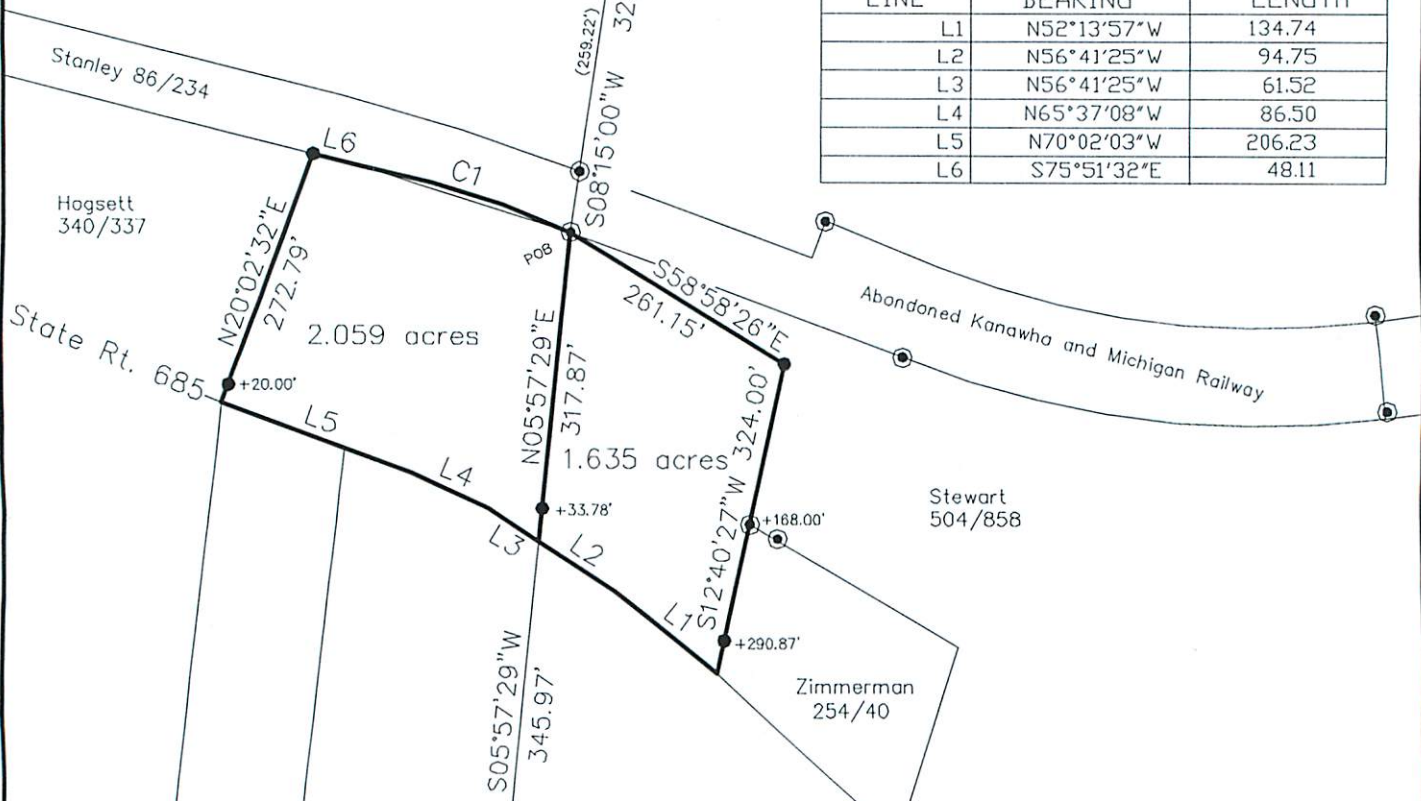 LINE BEARING LENGTH
L1 N52°13'57"W 134.74
L2 N56°41'25"W 94.75
L3 N56°41'25"W 61.52
L4 N65°37'08"W 86.50
L5 N70°02'03"W 206.23
L6 S75°51'32"E 48.11
(259.22')
32
S08°15'00"W
Stanley 86/234
L6
C1
Hogsett
340/337
POB
S58°58'26"E
261.15'
Abondoned Kanawha and Michigan Railway
N20°02'32"E
272.79'
2.059 acres
State Rt. 685
+20.00'
N05°57'29"E
317.87'
1.635 acres
S12°40'27"W 324.00'
L5
L4
L3
L2
L1
+33.78'
+168.00'
Stewart
504/858
+290.87'
Zimmerman
254/40
S05°57'29"W
345.97'